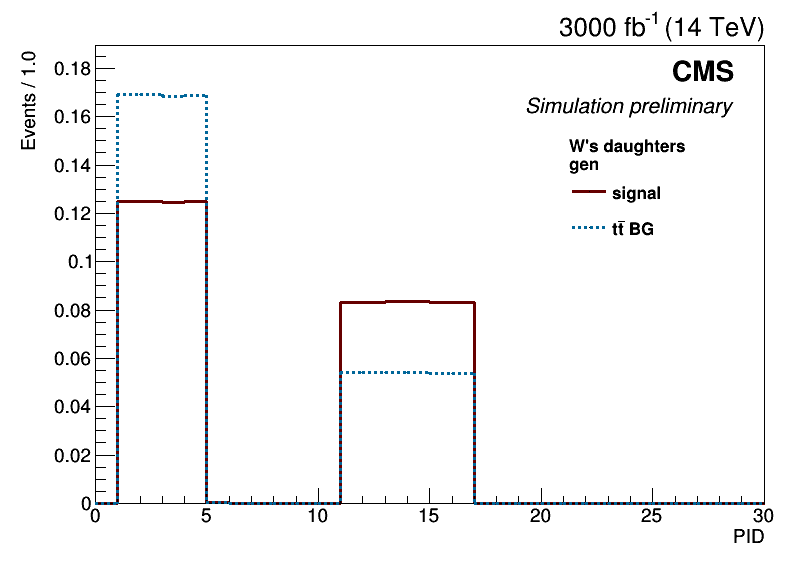 3000 fb⁻¹ (14 TeV)
Events / 1.0
CMS
Simulation preliminary
W's daughters
gen
signal
tt̄ BG
0.18
0.16
0.14
0.12
0.1
0.08
0.06
0.04
0.02
0
0 5 10 15 20 25 30
PID